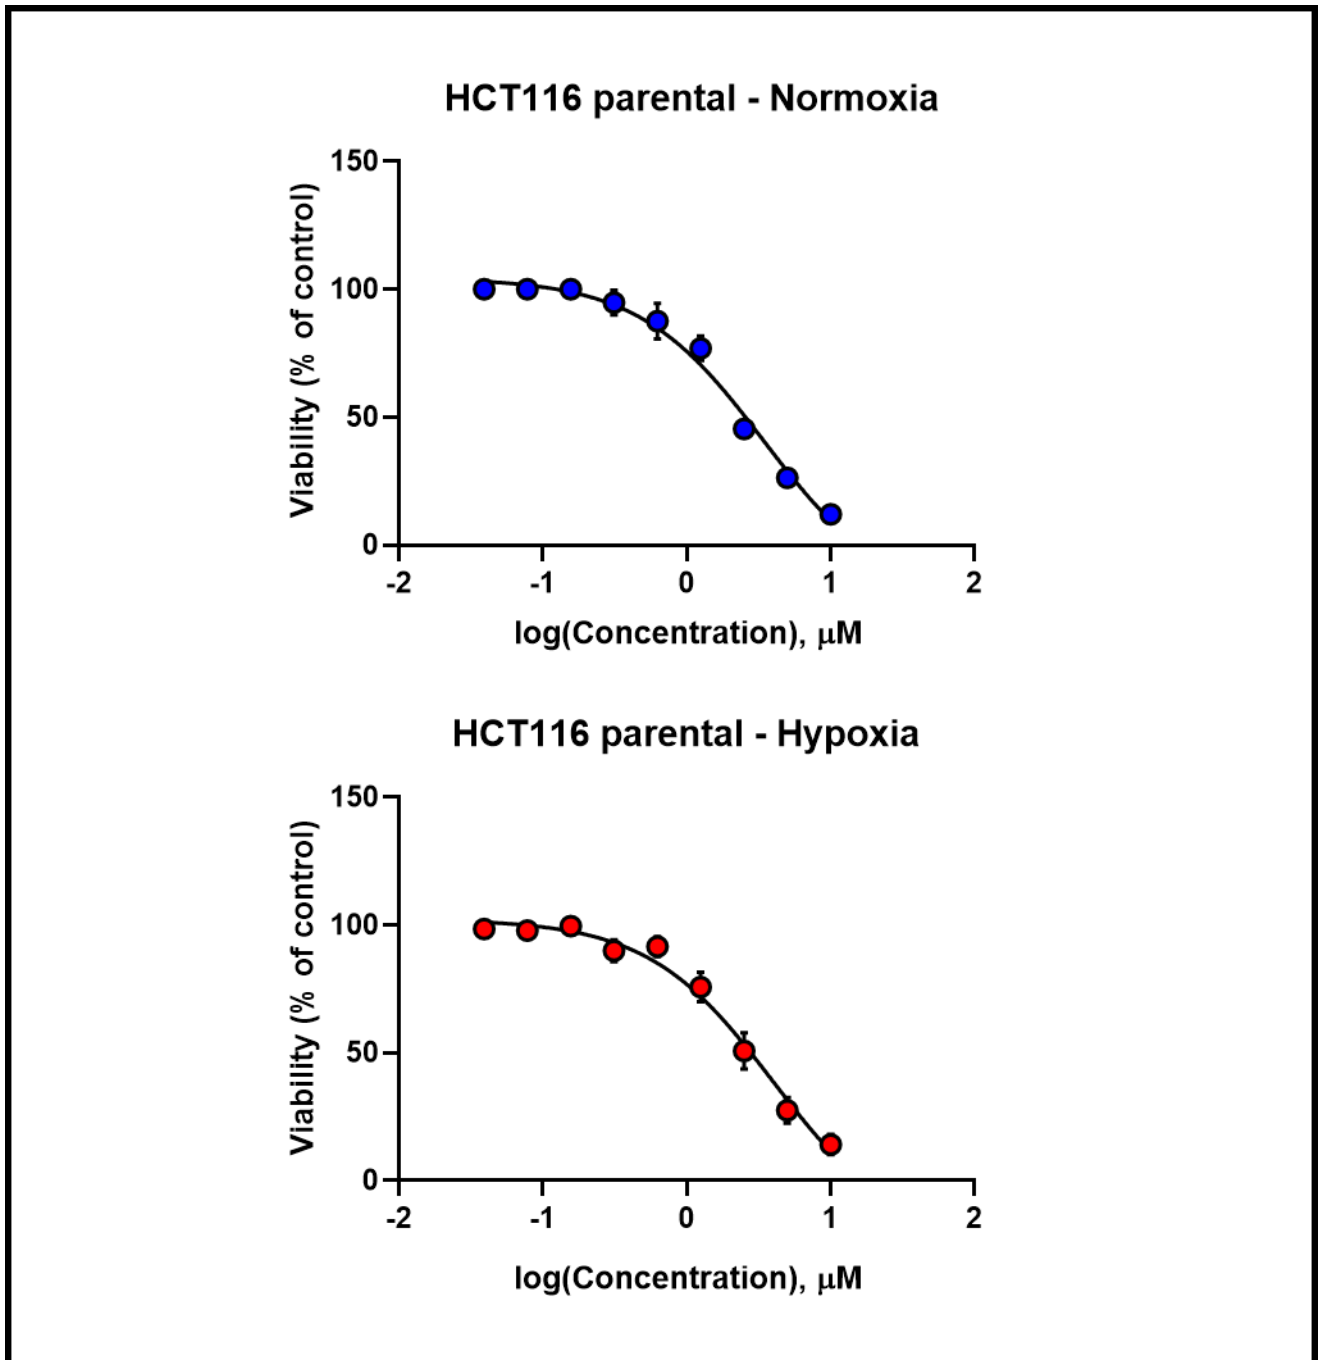 HCT116 parental - Normoxia
150
100
50
0
Viability (% of control)
-2 -1 0 1 2
log(Concentration), μM
HCT116 parental - Hypoxia
150
100
50
0
Viability (% of control)
-2 -1 0 1 2
log(Concentration), μM